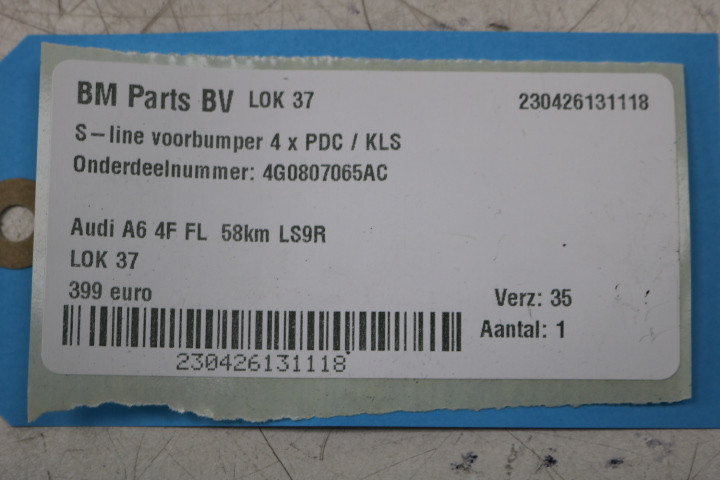 BM Parts BV LOK 37 230426131118
S-line voorbumper 4 x PDC / KLS
Onderdeelnummer: 4G0807065AC
Audi A6 4F FL 58km LS9R
LOK 37
399 euro
Verz: 35
Aantal: 1
230426131118